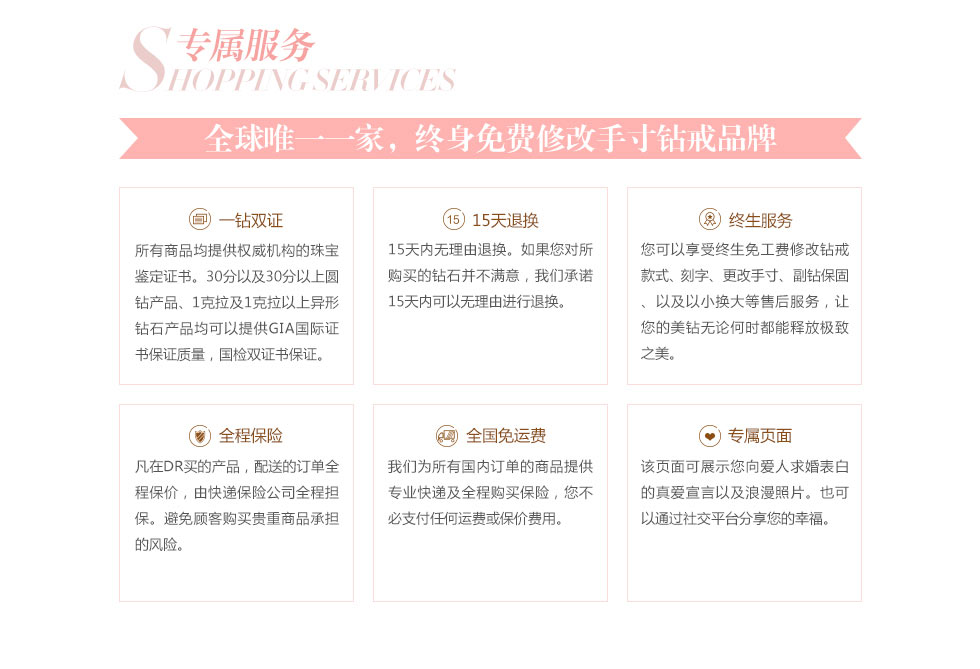 专属服务
SHOPPING SERVICES
全球唯一一家，终身免费修改手寸钻戒品牌
一钻双证
所有商品均提供权威机构的珠宝
鉴定证书。30分以及30分以上圆
钻产品、1克拉及1克拉以上异形
钻石产品均可以提供GIA国际证
书保证质量，国检双证书保证。
15 15天退换
15天内无理由退换。如果您对所
购买的钻石并不满意，我们承诺
15天内可以无理由进行退换。
终生服务
您可以享受终生免工费修改钻戒
款式、刻字、更改手寸、副钻保固
、以及以小换大等售后服务，让
您的美钻无论何时都能释放极致
之美。
全程保险
凡在DR买的产品，配送的订单全
程保价，由快递保险公司全程担
保。避免顾客购买贵重商品承担
的风险。
全国免运费
我们为所有国内订单的商品提供
专业快递及全程购买保险，您不
必支付任何运费或保价费用。
专属页面
该页面可展示您向爱人求婚表白
的真爱宣言以及浪漫照片。也可
以通过社交平台分享您的幸福。